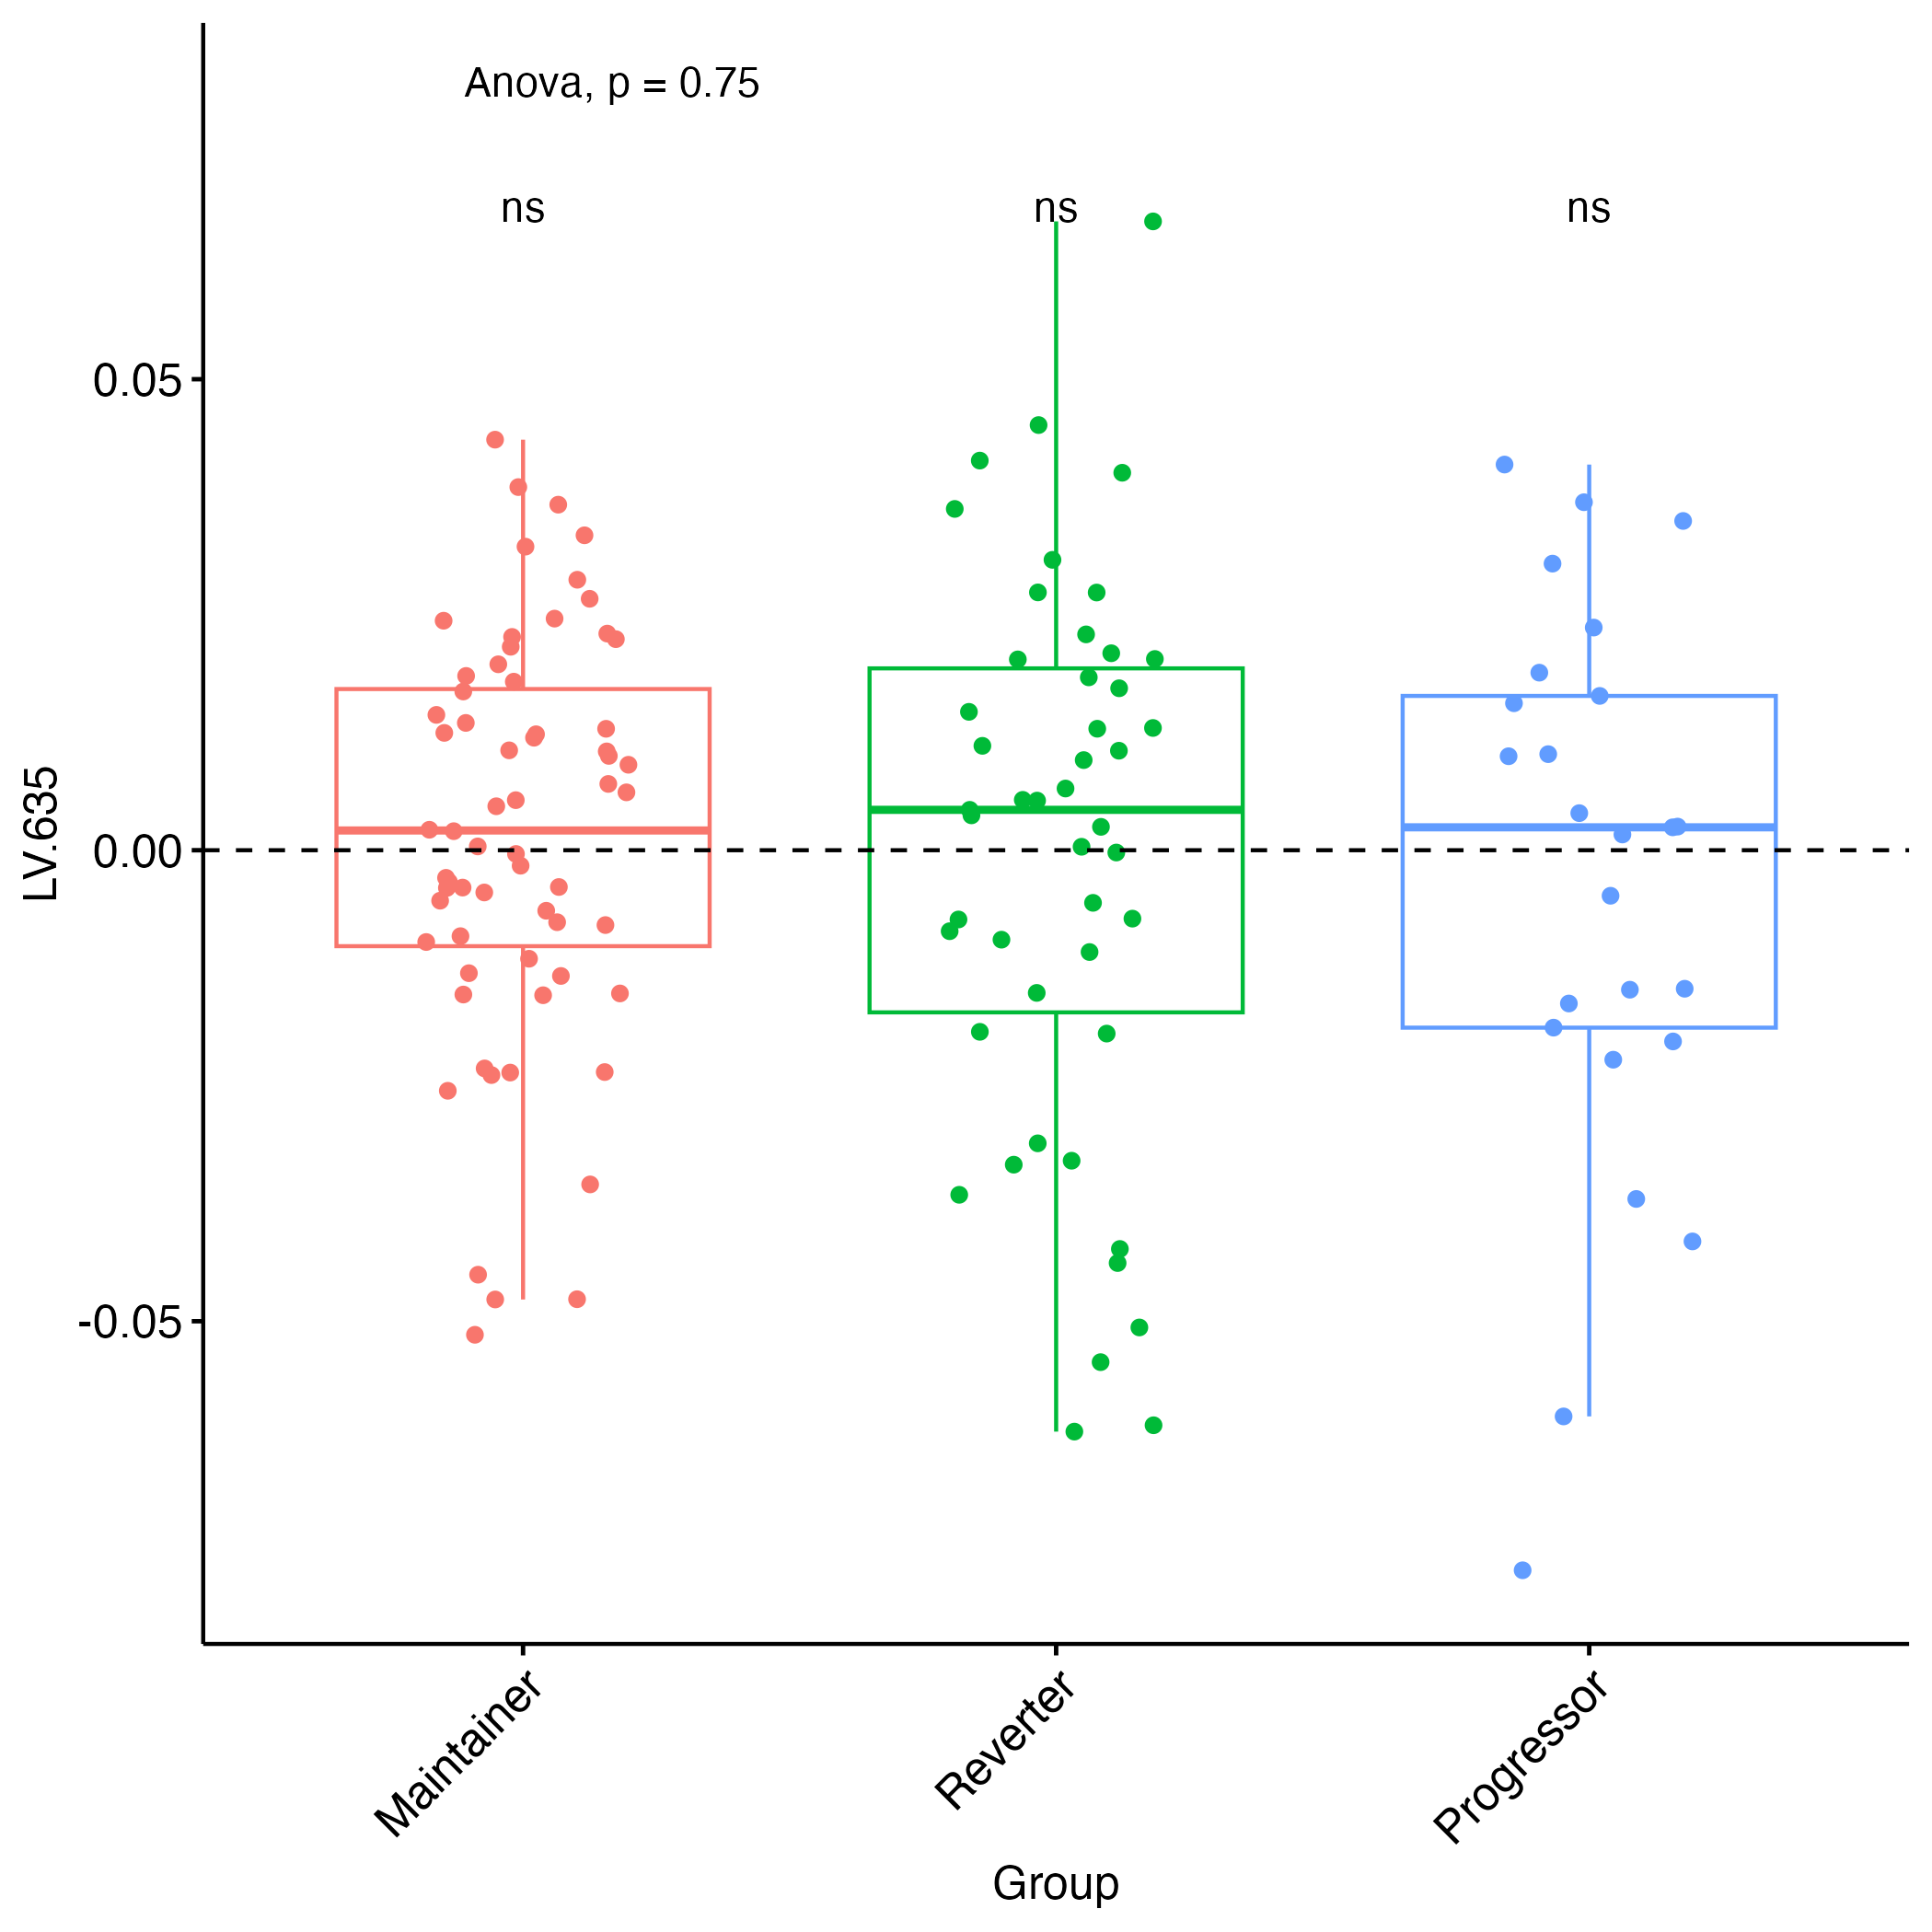 Anova, p = 0.75
ns ns ns
0.05
0.00
-0.05
LV.635
Maintainer
Reverter
Progressor
Group